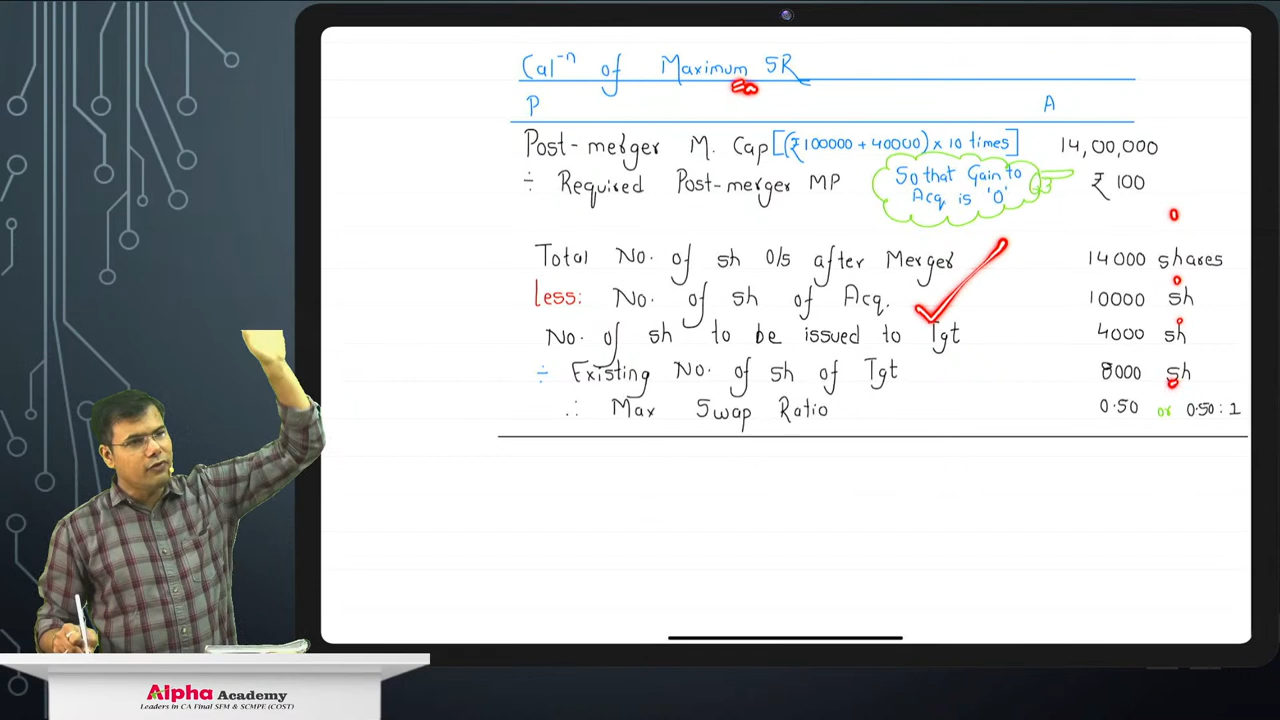 Cal⁻ⁿ of Maximum SR
P A
Post-merger M. Cap [(₹100000 + 40000) x 10 times] 14,00,000
÷ Required Post-merger MP ₹ 100
So that Gain to
Acq is '0'
Total No. of sh O/s after Merger 14000 shares
less: No. of sh of Acq. 10000 sh
No. of sh to be issued to Tgt 4000 sh
÷ Existing No. of sh of Tgt 8000 sh
∴ Max Swap Ratio 0.50 or 0.50:1
Alpha Academy
Leaders in CA Final SFM & SCMPE (COST)